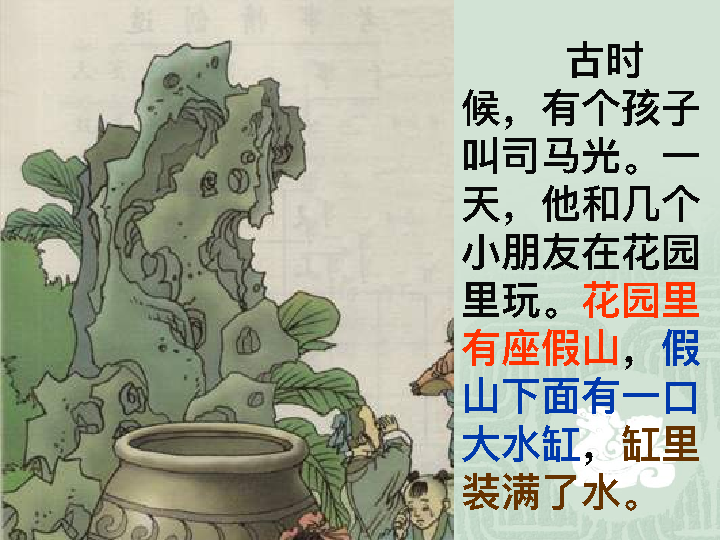 古时
候，有个孩子
叫司马光。一
天，他和几个
小朋友在花园
里玩。花园里
有座假山，假
山下面有一口
大水缸，缸里
装满了水。